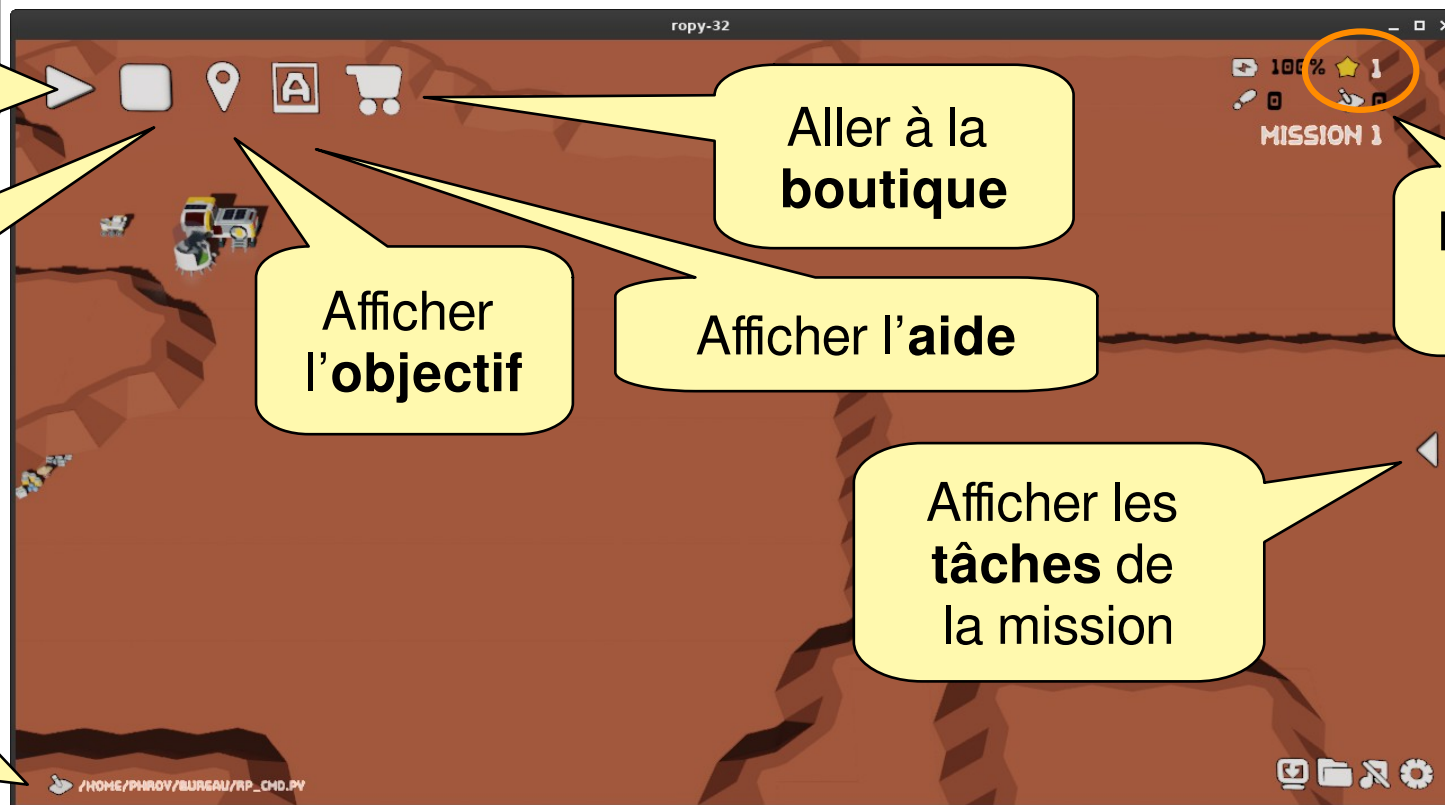 ropy-32
A
100% 1
0 0
MISSION 1
Aller à la
boutique
Afficher
l’objectif
Afficher l’aide
Afficher les
tâches de
la mission
/HOME/PHROV/BUREAU/RP_CMD.PY